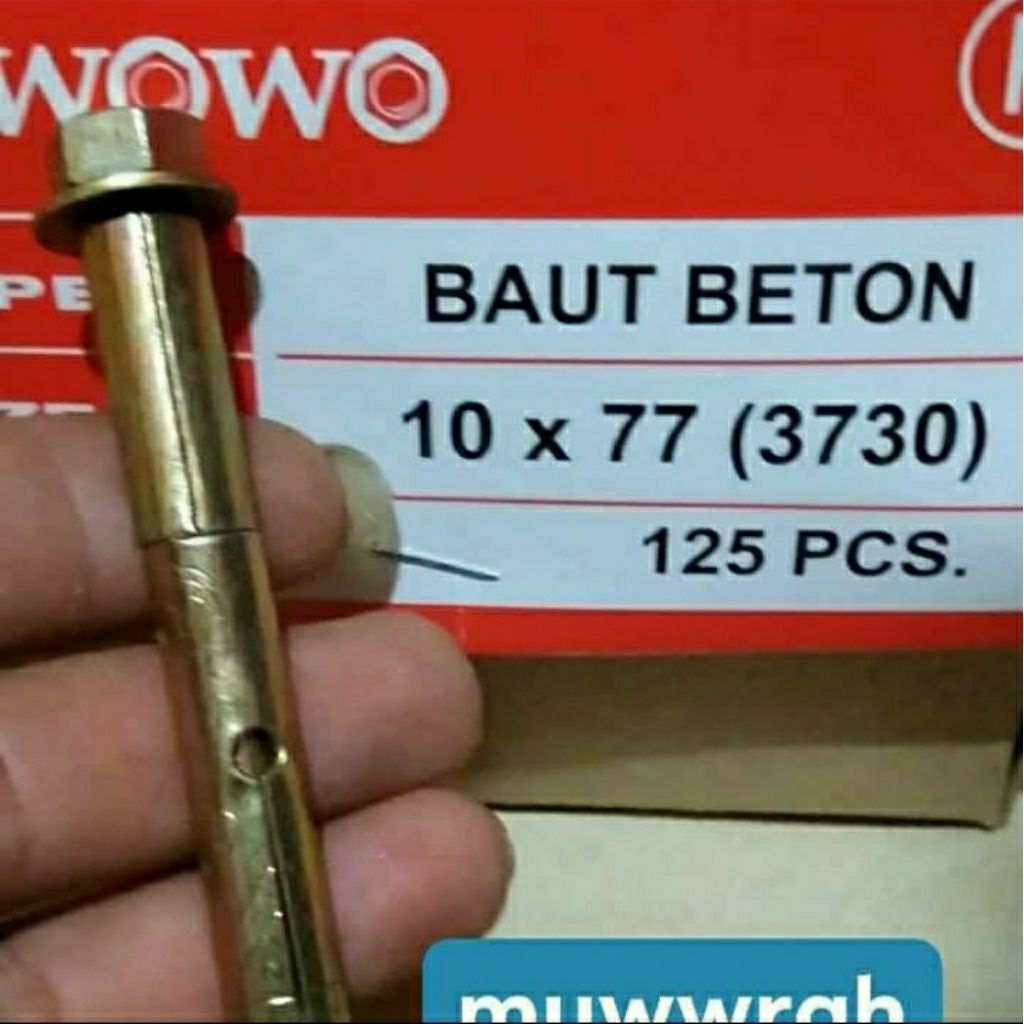 WOWO
BAUT BETON
10 x 77 (3730)
125 PCS.